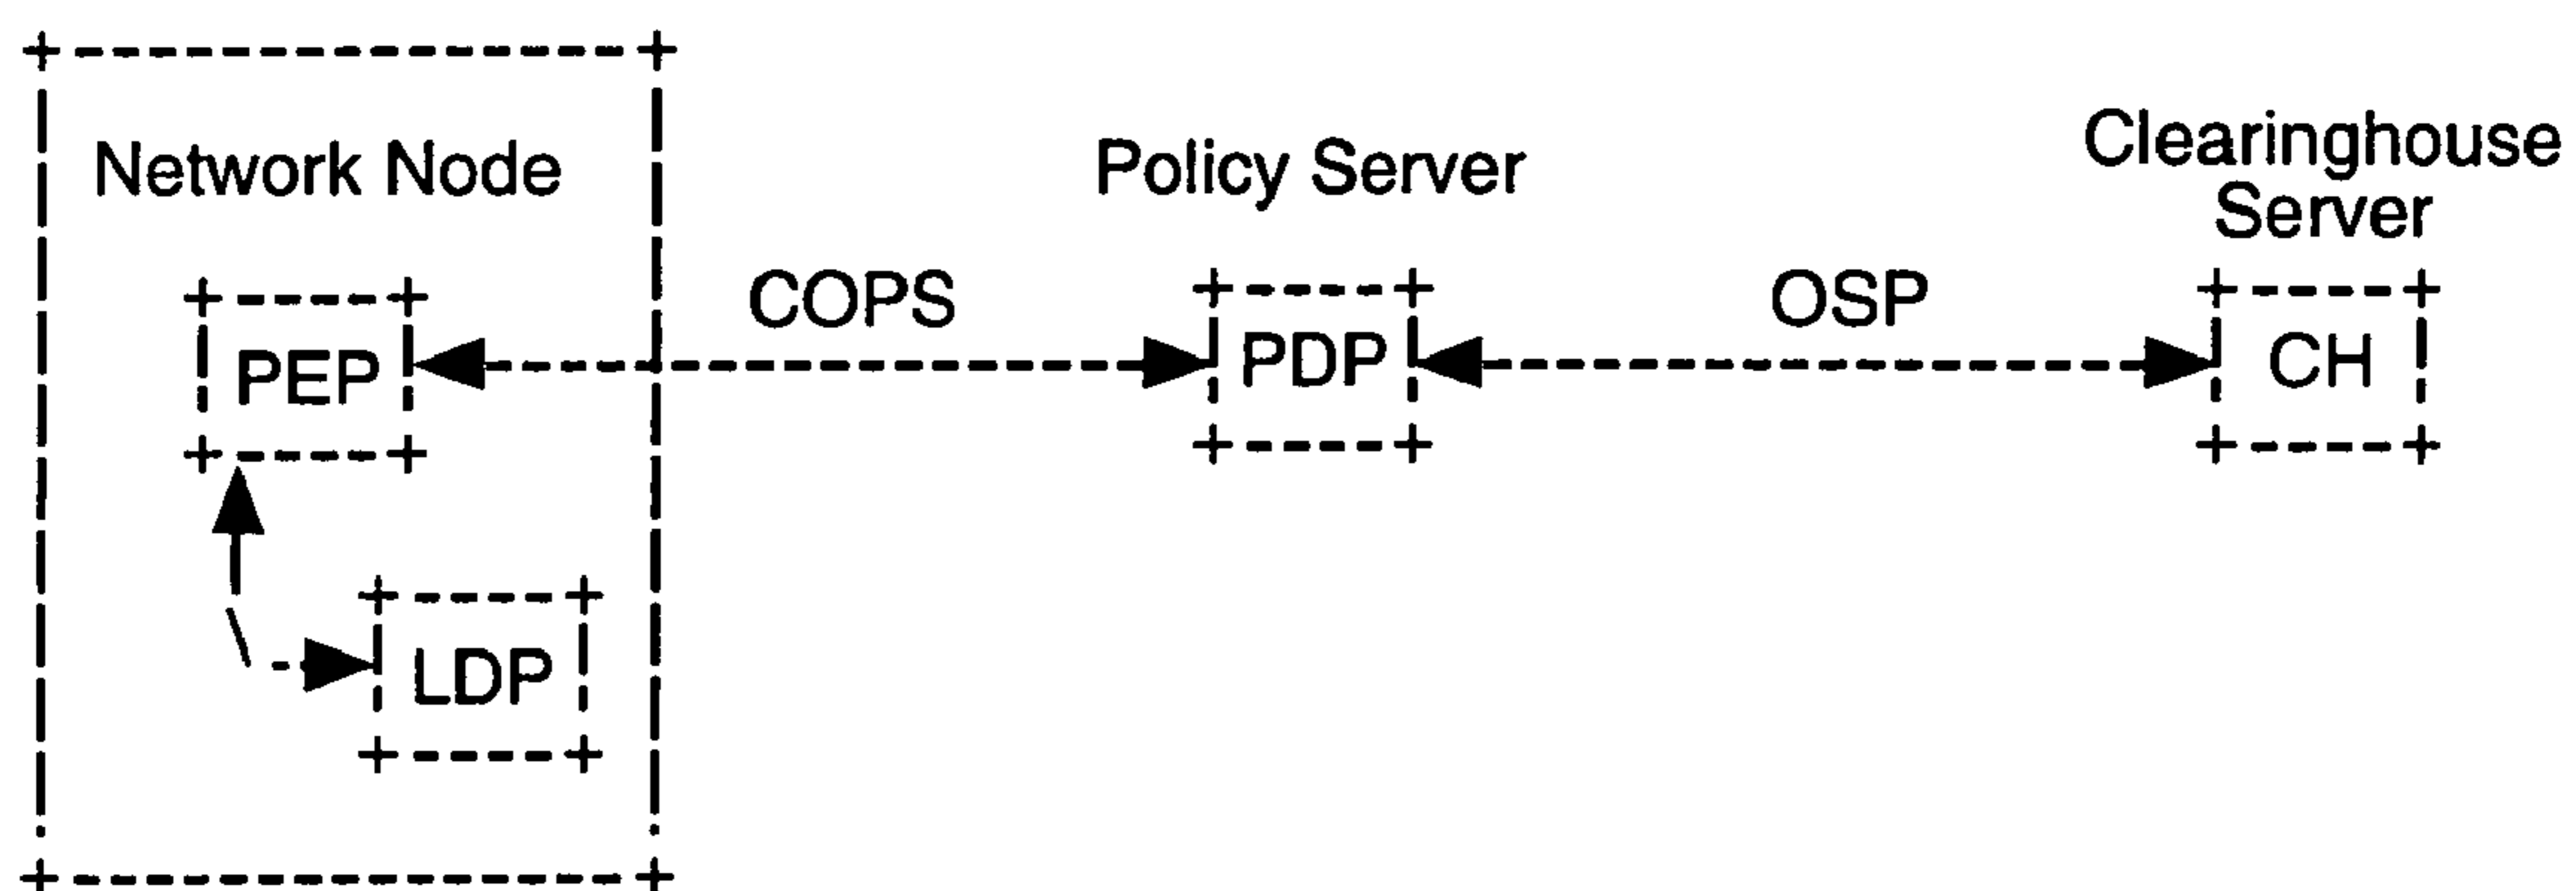 Network Node
Policy Server
Clearinghouse
Server
COPS
OSP
PEP
PDP
CH
LDP